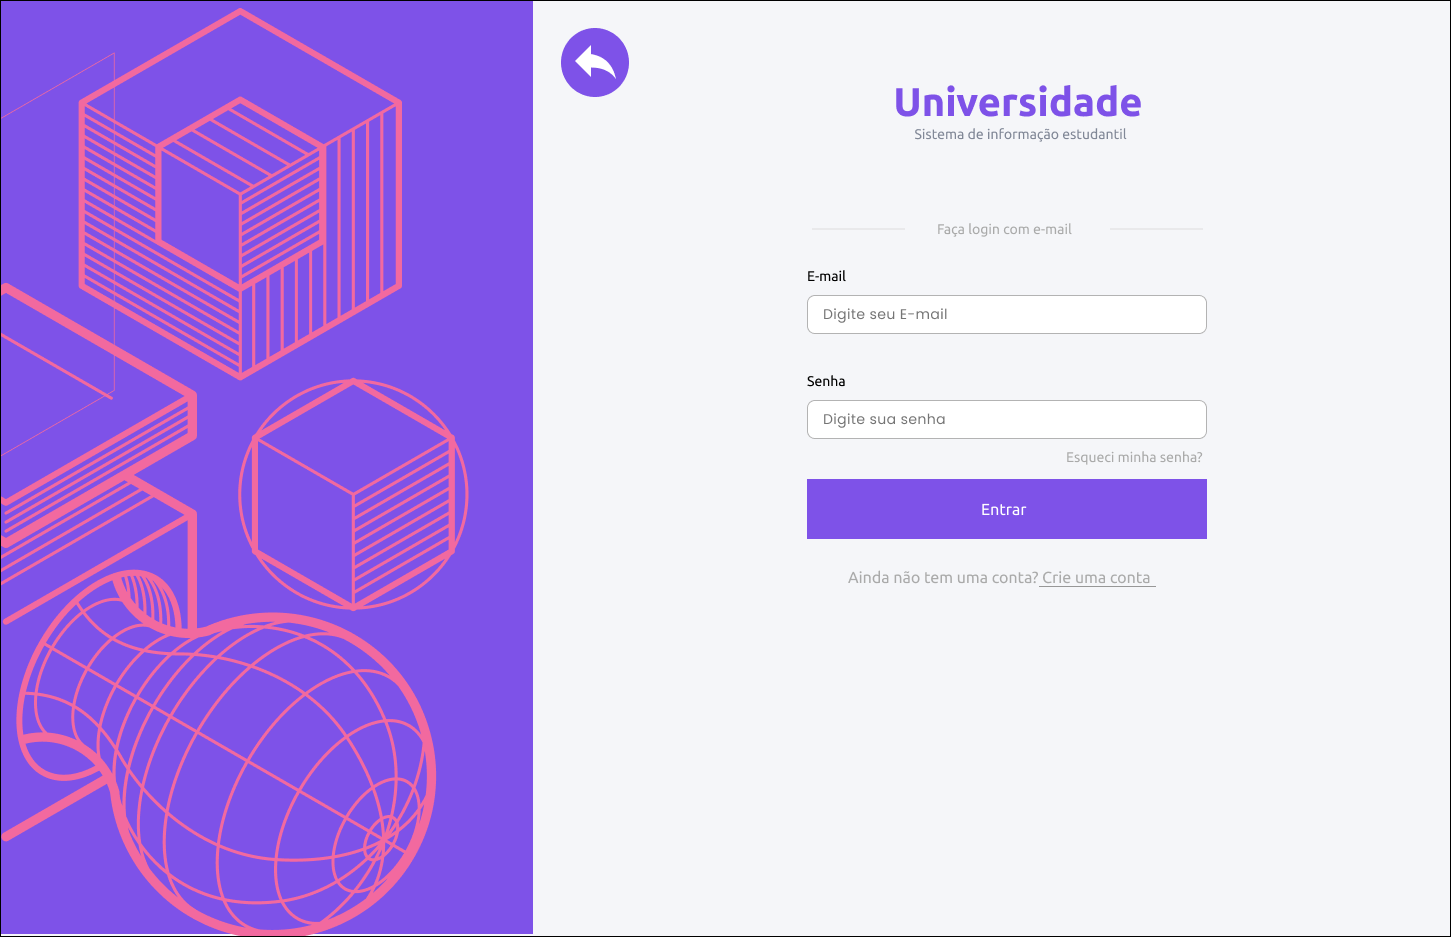 Universidade
Sistema de informação estudantil
Faça login com e-mail
E-mail
Digite seu E-mail
Senha
Digite sua senha
Esqueci minha senha?
Entrar
Ainda não tem uma conta? Crie uma conta